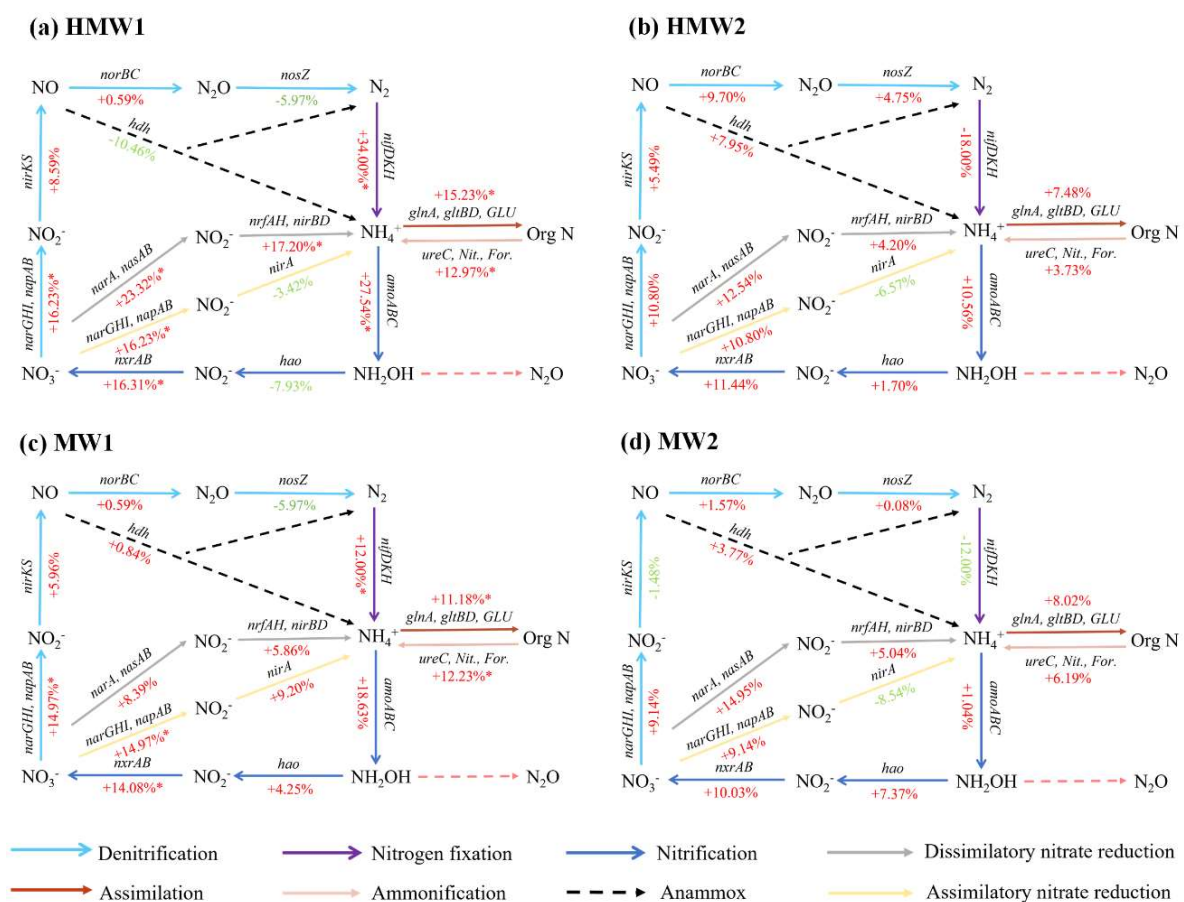 (a) HMW1
NO
norBC
+0.59%
N₂O
nosZ
-5.97%
N₂
hdh
-10.46%
nirKS
+8.59%
+34.00%*
nifDKH
NO₂⁻
narGHI, napAB
+16.23%*
narA, nasAB
+23.32%*
NO₂⁻
nrfAH, nirBD
+17.20%*
NH₄⁺
+15.23%*
glnA, gltBD, GLU
Org N
ureC, Nit., For.
+12.97%*
narGHI, napAB
+16.23%*
NO₂⁻
nirA
-3.42%
+27.54%*
amoABC
NO₃⁻
nxrAB
+16.31%*
NO₂⁻
hao
-7.93%
NH₂OH
N₂O
(b) HMW2
NO
norBC
+9.70%
N₂O
nosZ
+4.75%
N₂
hdh
+7.95%
nirKS
+5.49%
-18.00%
nifDKH
NO₂⁻
narGHI, napAB
+10.80%
narA, nasAB
+12.54%
NO₂⁻
nrfAH, nirBD
+4.20%
NH₄⁺
+7.48%
glnA, gltBD, GLU
Org N
ureC, Nit., For.
+3.73%
narGHI, napAB
+10.80%
NO₂⁻
nirA
-6.57%
+10.56%
amoABC
NO₃⁻
nxrAB
+11.44%
NO₂⁻
hao
+1.70%
NH₂OH
N₂O
(c) MW1
NO
norBC
+0.59%
N₂O
nosZ
-5.97%
N₂
hdh
+0.84%
nirKS
+5.96%
+12.00%*
nifDKH
NO₂⁻
narGHI, napAB
+14.97%*
narA, nasAB
+8.39%
NO₂⁻
nrfAH, nirBD
+5.86%
NH₄⁺
+11.18%*
glnA, gltBD, GLU
Org N
ureC, Nit., For.
+12.23%*
narGHI, napAB
+14.97%*
NO₂⁻
nirA
+9.20%
+18.63%
amoABC
NO₃⁻
nxrAB
+14.08%*
NO₂⁻
hao
+4.25%
NH₂OH
N₂O
(d) MW2
NO
norBC
+1.57%
N₂O
nosZ
+0.08%
N₂
hdh
+3.77%
nirKS
-1.48%
-12.00%
nifDKH
NO₂⁻
narGHI, napAB
+9.14%
narA, nasAB
+14.95%
NO₂⁻
nrfAH, nirBD
+5.04%
NH₄⁺
+8.02%
glnA, gltBD, GLU
Org N
ureC, Nit., For.
+6.19%
narGHI, napAB
+9.14%
NO₂⁻
nirA
-8.54%
+1.04%
amoABC
NO₃⁻
nxrAB
+10.03%
NO₂⁻
hao
+7.37%
NH₂OH
N₂O
Denitrification
Nitrogen fixation
Nitrification
Dissimilatory nitrate reduction
Assimilation
Ammonification
Anammox
Assimilatory nitrate reduction